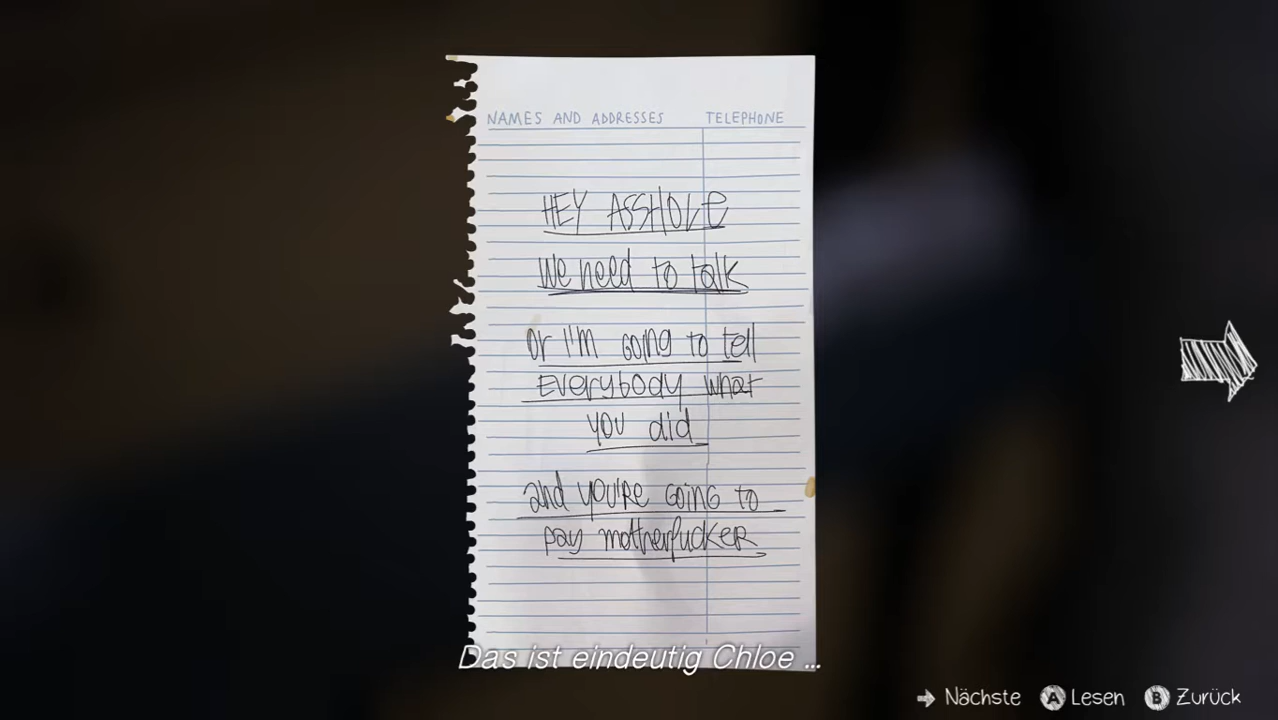 NAMES AND ADDRESSES TELEPHONE
HEY ASSHOLE
We need to talk
Or I'm going to tell
Everybody what
you did
and you're going to
pay motherfuckER
Das ist eindeutig Chloe ...
Nächste A Lesen B Zurück